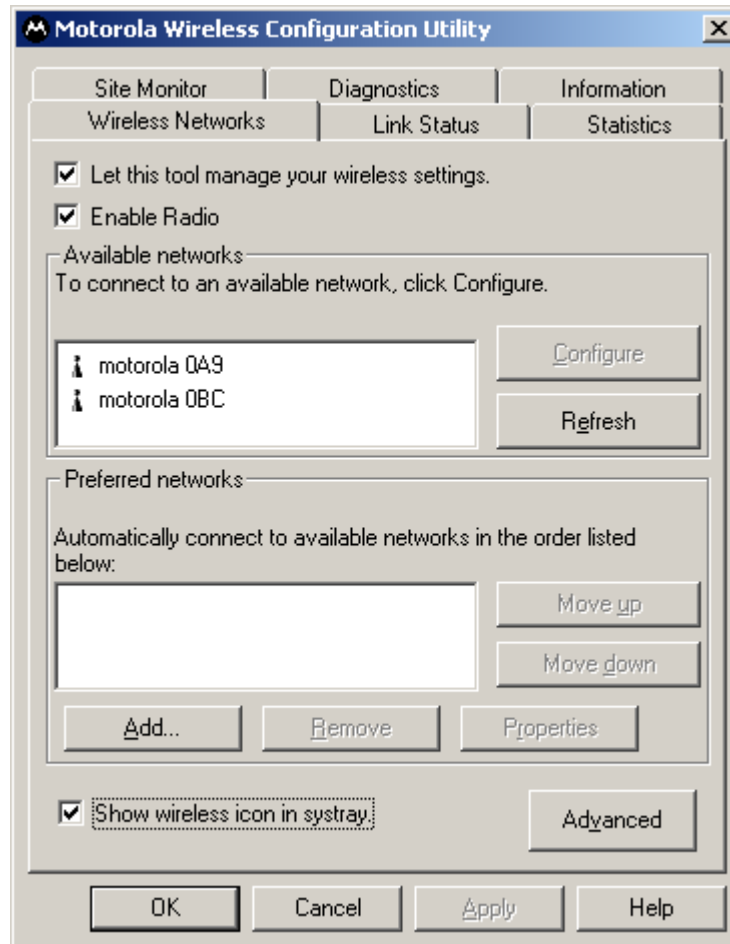 Motorola Wireless Configuration Utility
Site Monitor
Diagnostics
Information
Wireless Networks
Link Status
Statistics
Let this tool manage your wireless settings.
Enable Radio
Available networks
To connect to an available network, click Configure.
motorola 0A9
motorola 0BC
Configure
Refresh
Preferred networks
Automatically connect to available networks in the order listed
below:
Move up
Move down
Add...
Remove
Properties
Show wireless icon in systray.
Advanced
OK
Cancel
Apply
Help